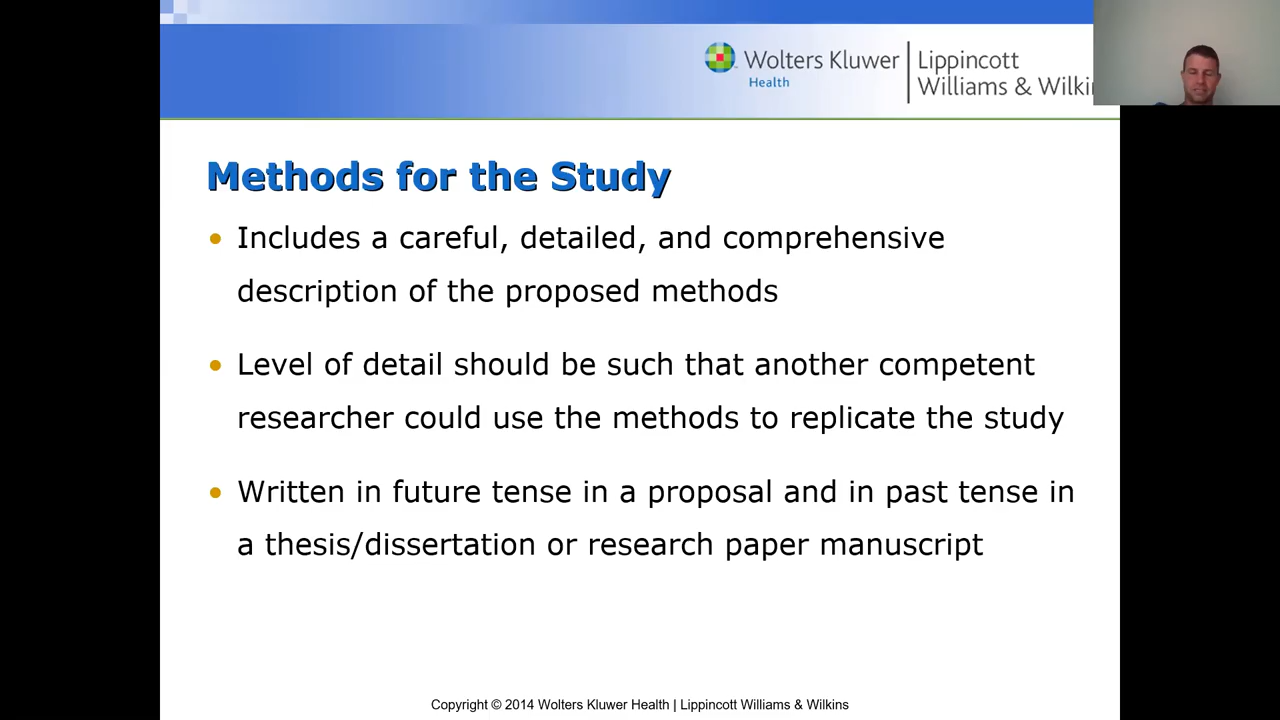 Wolters Kluwer
Health
Lippincott
Williams & Wilki
Methods for the Study
• Includes a careful, detailed, and comprehensive
description of the proposed methods
• Level of detail should be such that another competent
researcher could use the methods to replicate the study
• Written in future tense in a proposal and in past tense in
a thesis/dissertation or research paper manuscript
Copyright © 2014 Wolters Kluwer Health | Lippincott Williams & Wilkins